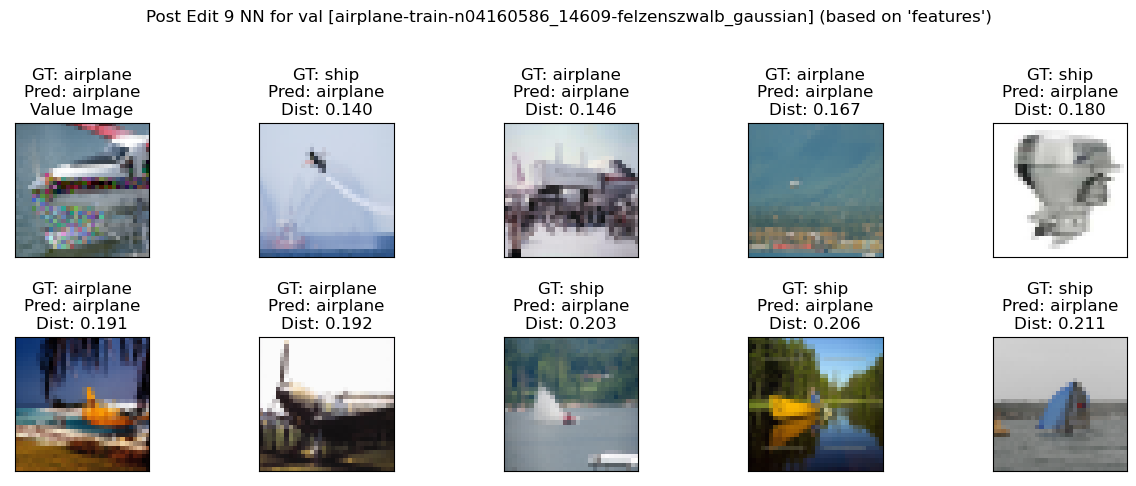 Post Edit 9 NN for val [airplane-train-n04160586_14609-felzenszwalb_gaussian] (based on 'features')
GT: airplane
Pred: airplane
Value Image
GT: ship
Pred: airplane
Dist: 0.140
GT: airplane
Pred: airplane
Dist: 0.146
GT: airplane
Pred: airplane
Dist: 0.167
GT: ship
Pred: airplane
Dist: 0.180
GT: airplane
Pred: airplane
Dist: 0.191
GT: airplane
Pred: airplane
Dist: 0.192
GT: ship
Pred: airplane
Dist: 0.203
GT: ship
Pred: airplane
Dist: 0.206
GT: ship
Pred: airplane
Dist: 0.211